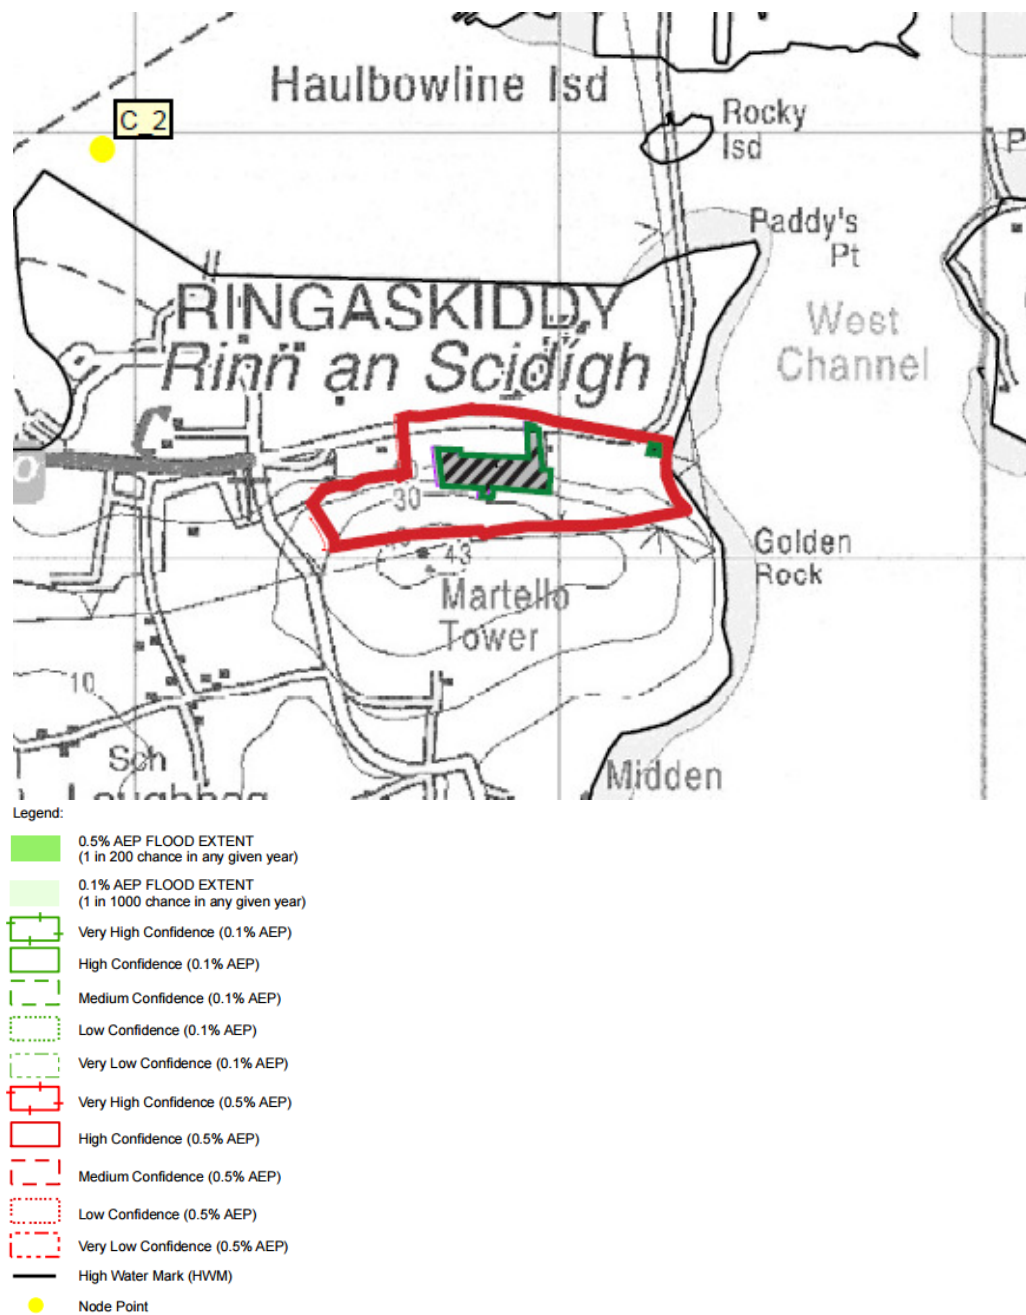 Haulbowline Isd
C_2
Rocky
Isd
P
Paddy's
Pt
RINGASKIDDY
Rinn an Scidígh
West
Channel
30
43
Golden
Rock
Martello
Tower
10
Sch
Midden
Legend:
0.5% AEP FLOOD EXTENT
(1 in 200 chance in any given year)
0.1% AEP FLOOD EXTENT
(1 in 1000 chance in any given year)
Very High Confidence (0.1% AEP)
High Confidence (0.1% AEP)
Medium Confidence (0.1% AEP)
Low Confidence (0.1% AEP)
Very Low Confidence (0.1% AEP)
Very High Confidence (0.5% AEP)
High Confidence (0.5% AEP)
Medium Confidence (0.5% AEP)
Low Confidence (0.5% AEP)
Very Low Confidence (0.5% AEP)
High Water Mark (HWM)
Node Point